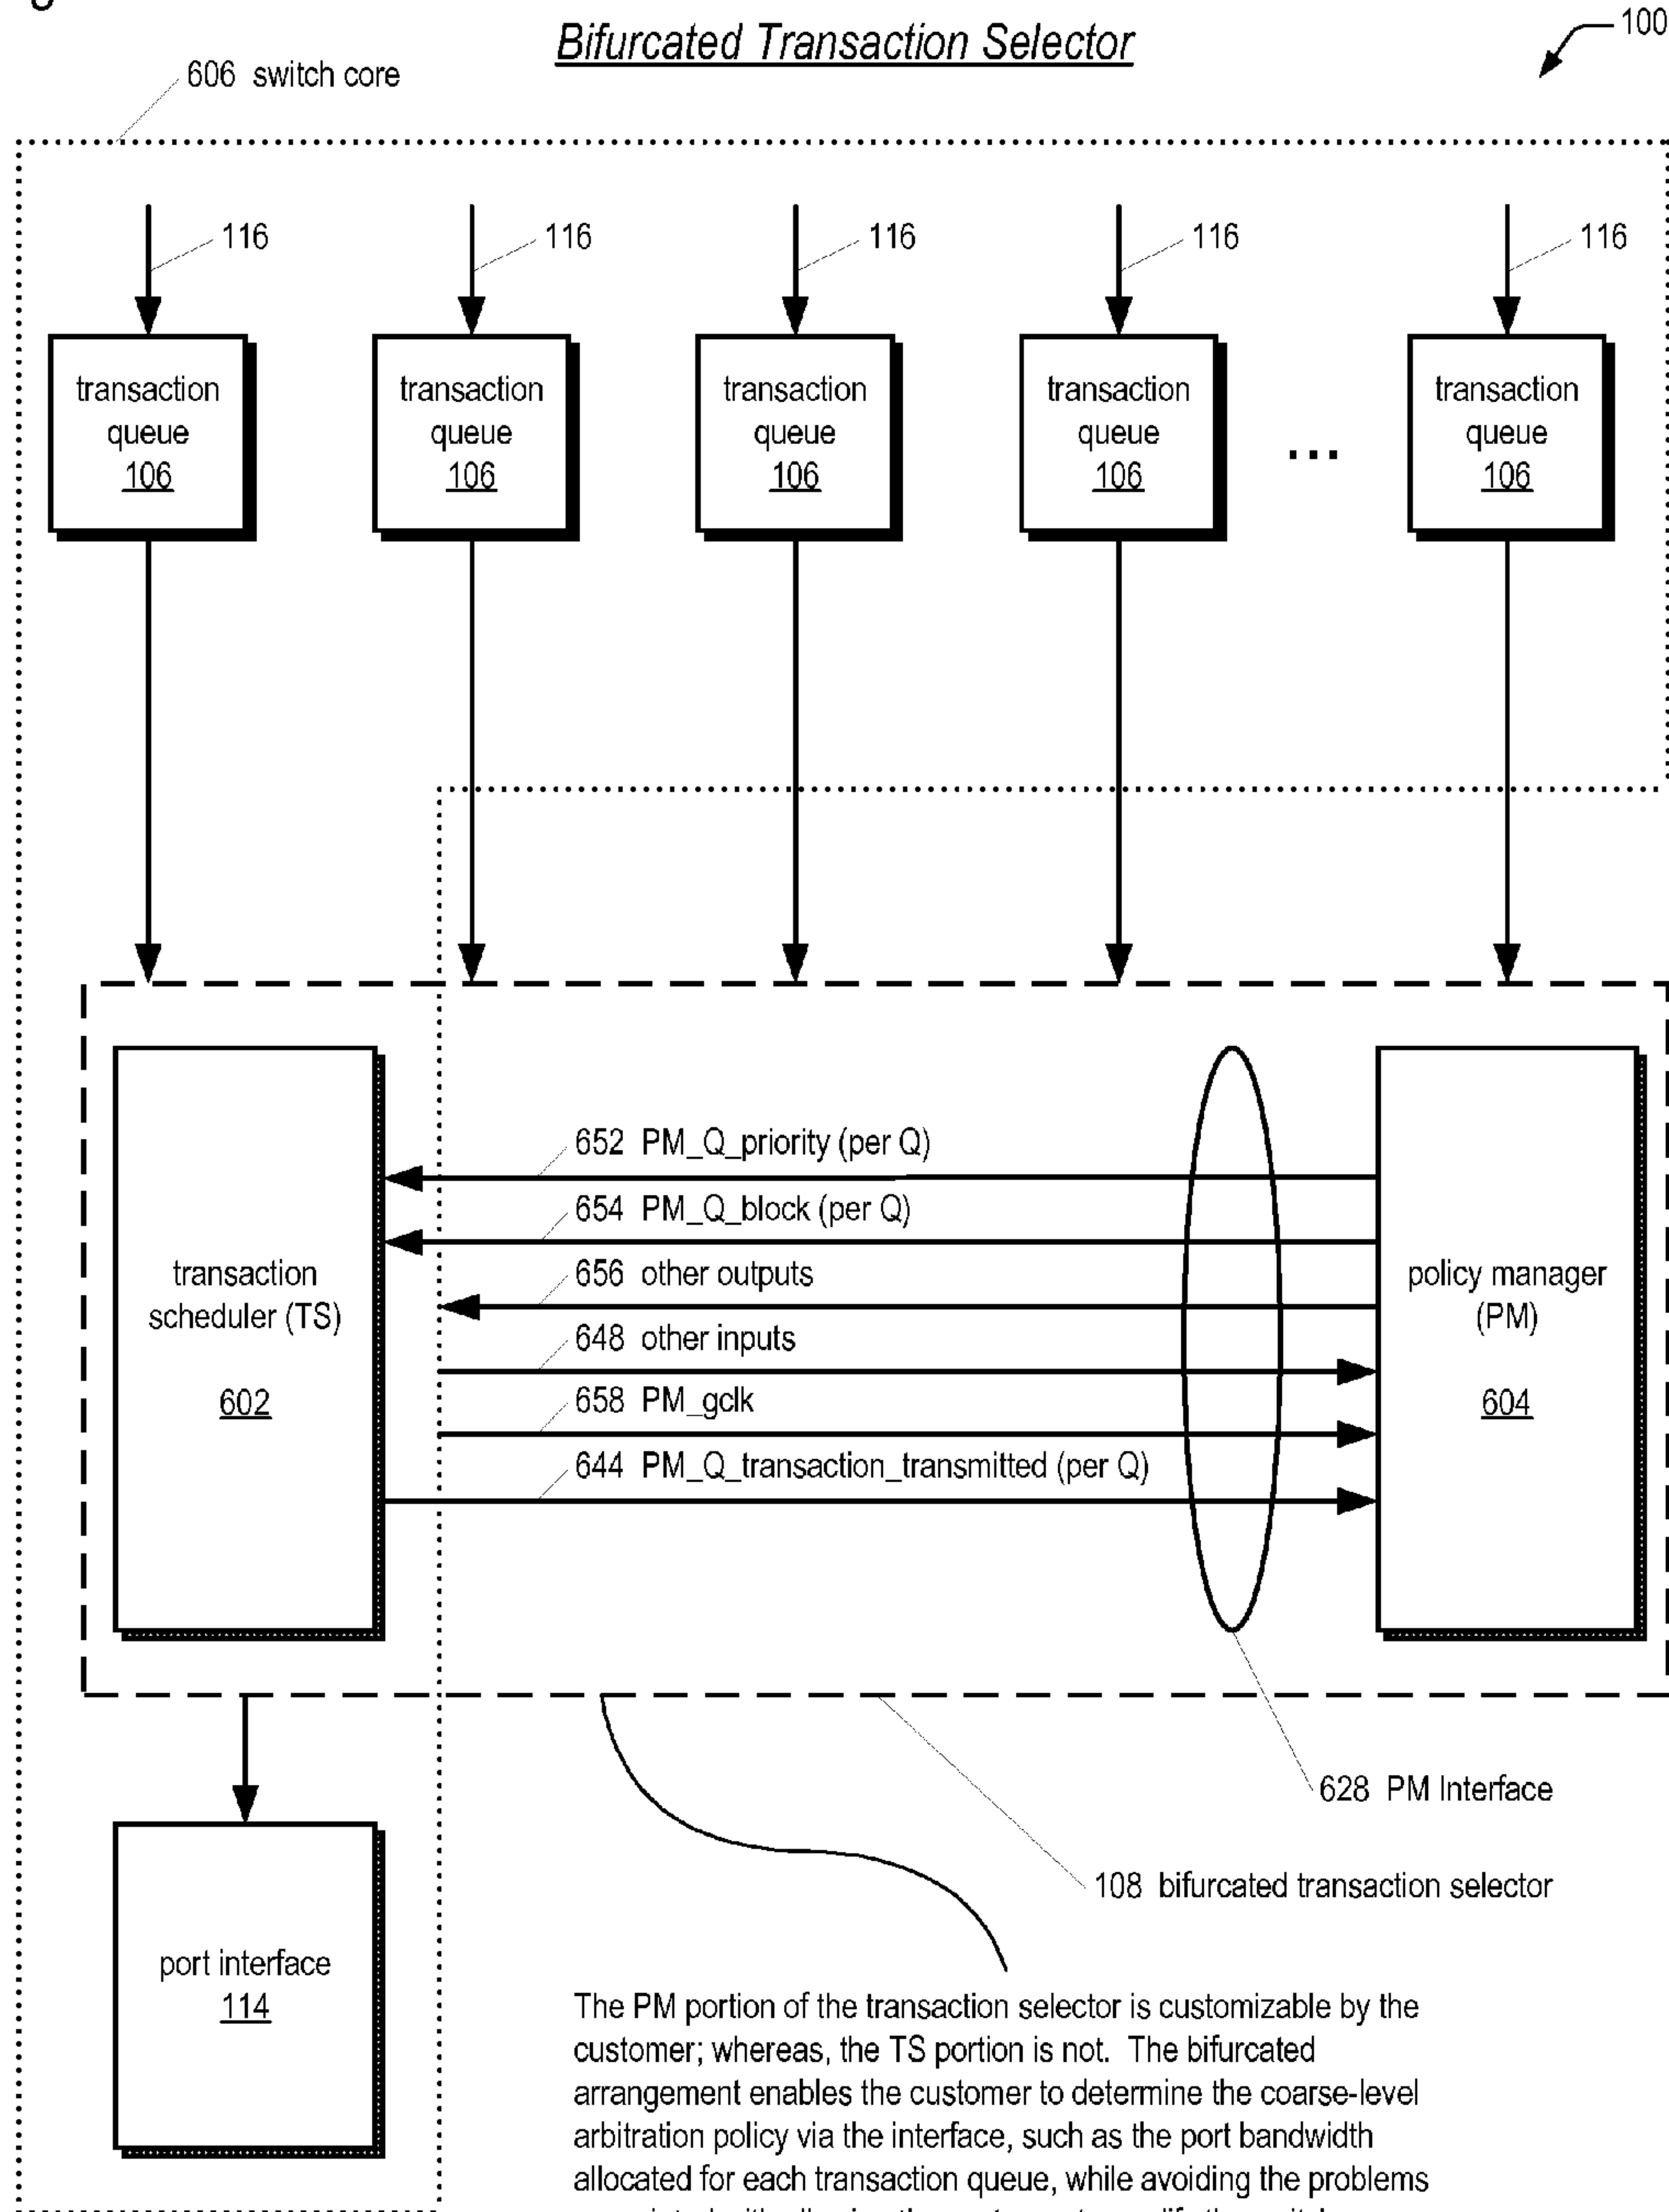 Bifurcated Transaction Selector
100
606 switch core
116
116
116
116
116
transaction
queue
106
transaction
queue
106
transaction
queue
106
transaction
queue
106
...
transaction
queue
106
652 PM_Q_priority (per Q)
654 PM_Q_block (per Q)
656 other outputs
648 other inputs
658 PM_gclk
644 PM_Q_transaction_transmitted (per Q)
transaction
scheduler (TS)
602
policy manager
(PM)
604
628 PM Interface
108 bifurcated transaction selector
port interface
114
The PM portion of the transaction selector is customizable by the
customer; whereas, the TS portion is not. The bifurcated
arrangement enables the customer to determine the coarse-level
arbitration policy via the interface, such as the port bandwidth
allocated for each transaction queue, while avoiding the problems